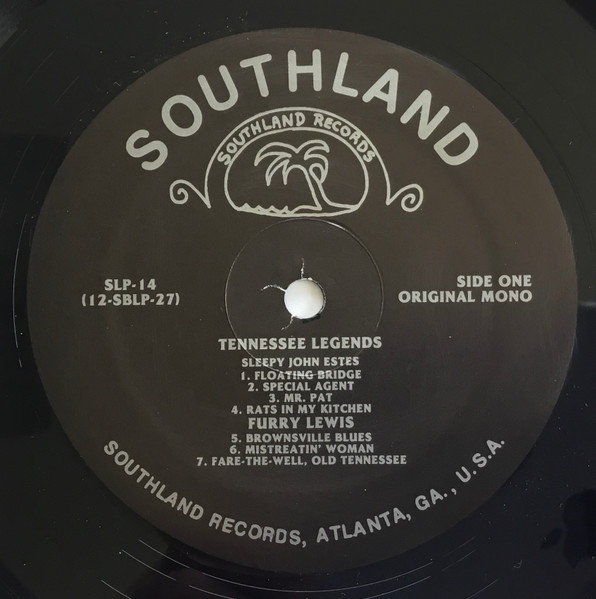 SOUTHLAND
SOUTHLAND RECORDS
SLP-14
(12-SBLP-27)
SIDE ONE
ORIGINAL MONO
TENNESSEE LEGENDS
SLEEPY JOHN ESTES
1. FLOATING BRIDGE
2. SPECIAL AGENT
3. MR. PAT
4. RATS IN MY KITCHEN
FURRY LEWIS
5. BROWNSVILLE BLUES
6. MISTREATIN' WOMAN
7. FARE-THE-WELL, OLD TENNESSEE
SOUTHLAND RECORDS, ATLANTA, GA., U.S.A.